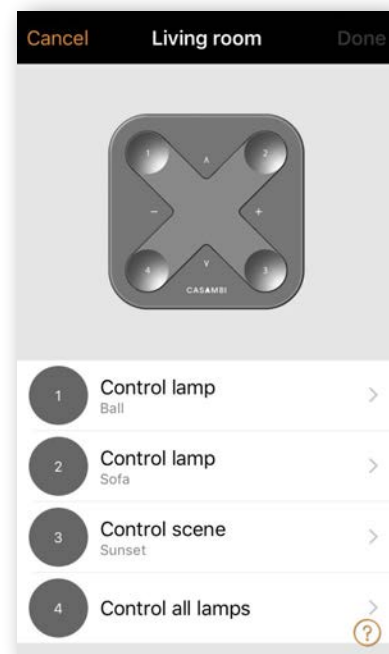 Cancel Living room Done
1 2
∧
− +
4 3
∨
CASAMBI
1 Control lamp
Ball
2 Control lamp
Sofa
3 Control scene
Sunset
4 Control all lamps
?